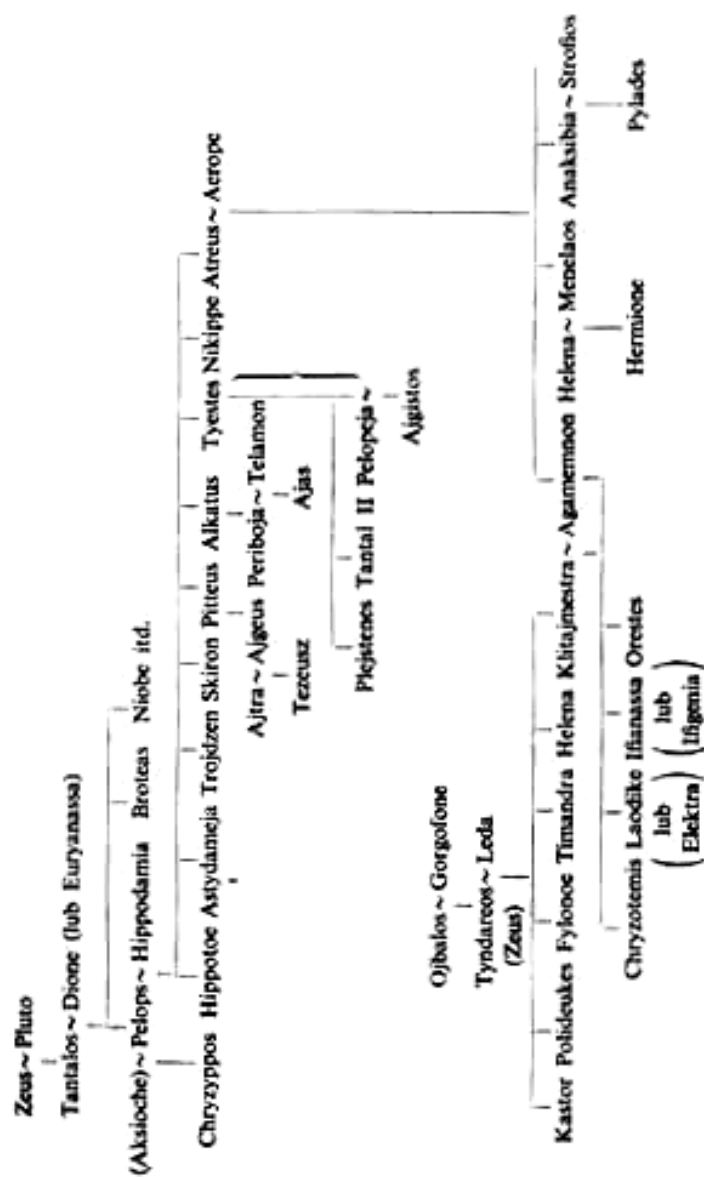 Zeus ~ Pluto
Tantalos ~ Dione (lub Euryanassa)
(Aksioche) ~ Pelops ~ Hippodamia Broteas Niobe itd.
Chryzyppos Hippotoe Astydameja Trojdzen Skiron Pitteus Alkatus Tyestes Nikippe Atreus ~ Aerope
Ajtra ~ Ajgeus Periboja ~ Telamon
Tezeusz Ajas
Plejstenes Tantal II Pelopeja ~
Ajgistos
Ojbalos ~ Gorgofone
Tyndareos ~ Leda
(Zeus)
Kastor Polideukes Fylonoe Timandra Helena Klitajmestra ~ Agamemnon Helena ~ Menelaos Anaksibia ~ Strofios
Chryzotemis Laodike Ifianassa Orestes Hermione Pylades
(lub Elektra) (lub Ifigenia)